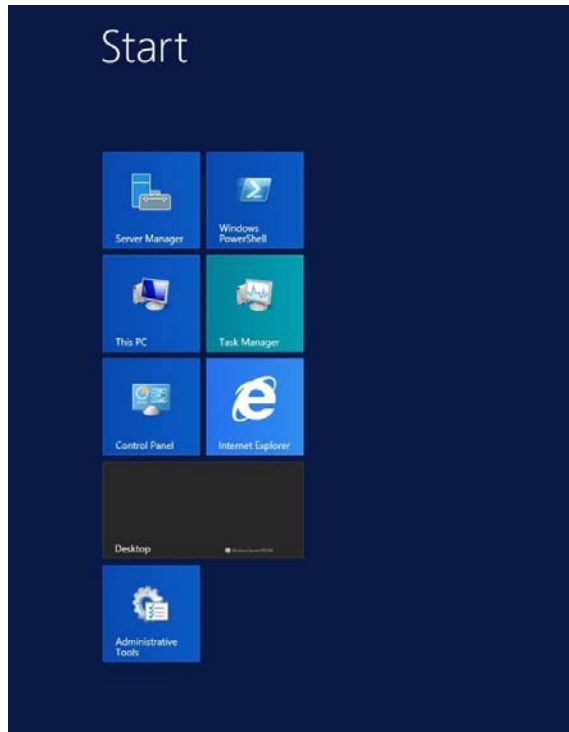 Start
Server Manager
Windows
PowerShell
This PC
Task Manager
Control Panel
Internet Explorer
Desktop
Administrative
Tools